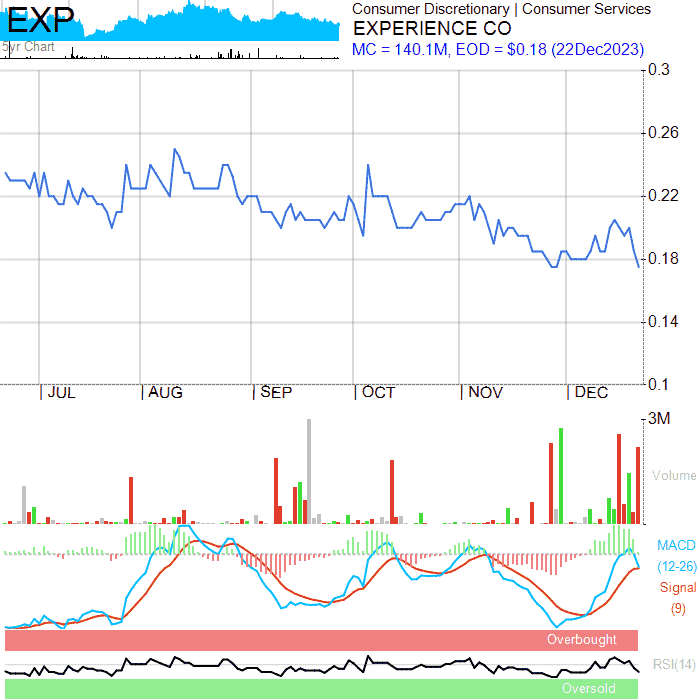 EXP
5yr Chart
Consumer Discretionary | Consumer Services
EXPERIENCE CO
MC = 140.1M, EOD = $0.18 (22Dec2023)
0.3
0.26
0.22
0.18
0.14
0.1
| JUL | AUG | SEP | OCT | NOV | DEC
3M
Volume
MACD
(12-26)
Signal
(9)
Overbought
RSI(14)
Oversold